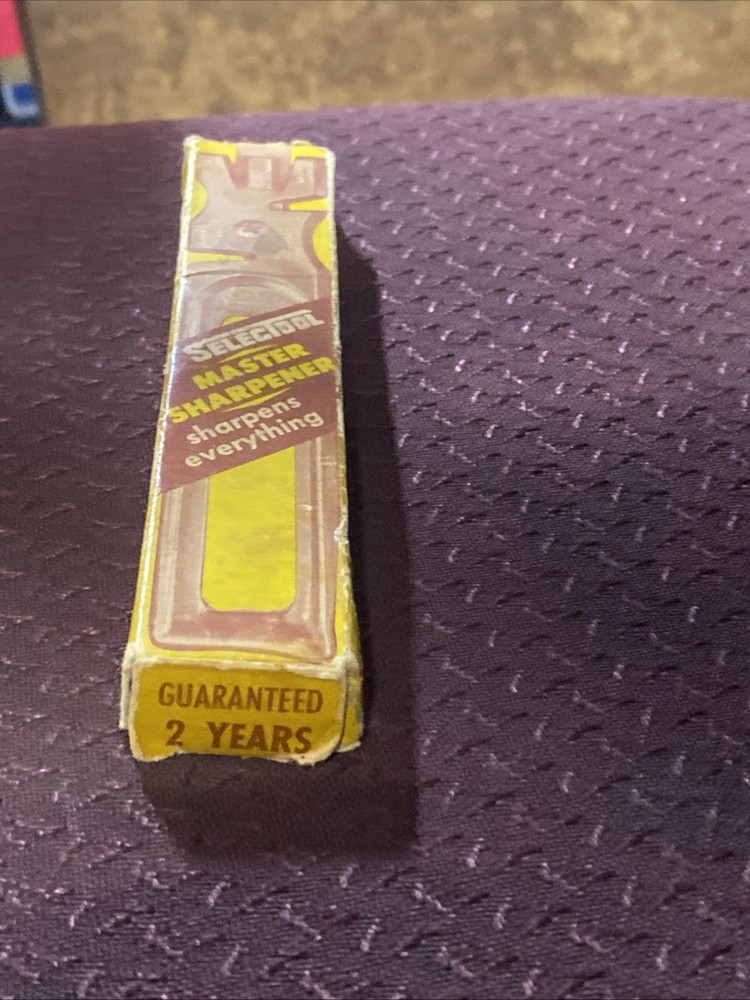 SELECTOOL
MASTER
SHARPENER
sharpens
everything
GUARANTEED
2 YEARS